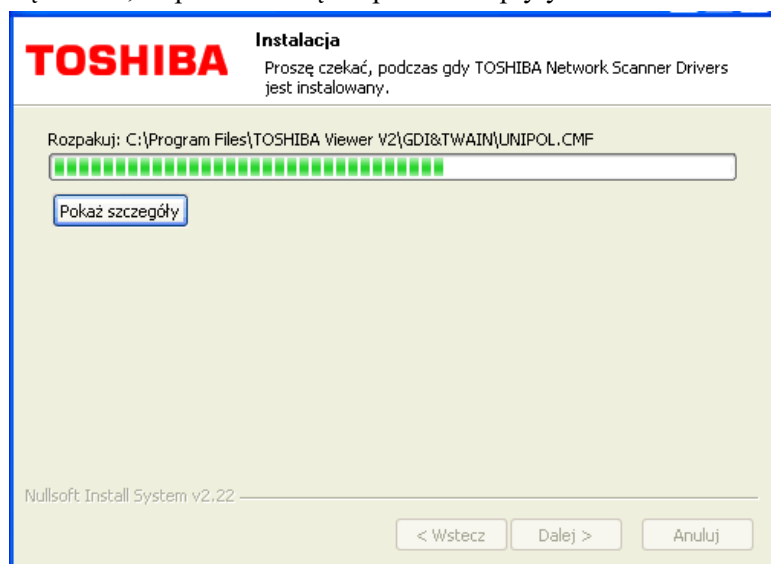 TOSHIBA
Instalacja
Proszę czekać, podczas gdy TOSHIBA Network Scanner Drivers
jest instalowany.
Rozpakuj: C:\Program Files\TOSHIBA Viewer V2\GDI&TWAIN\UNIPOL.CMF
Pokaż szczegóły
Nullsoft Install System v2.22
< Wstecz
Dalej >
Anuluj